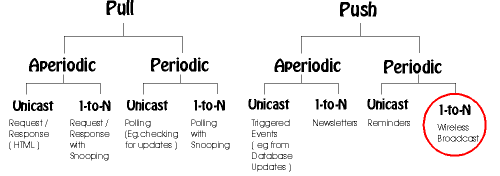 Pull
Push
Aperiodic
Periodic
Aperiodic
Periodic
Unicast
1-to-N
Unicast
1-to-N
Unicast
1-to-N
Unicast
1-to-N
Request /
Response
( HTML )
Request /
Response
with
Snooping
Polling
(Eg.checking
for updates )
Polling
with
Snooping
Triggered
Events
( eg from
Database
Updates )
Newsletters
Reminders
Wireless
Broadcast